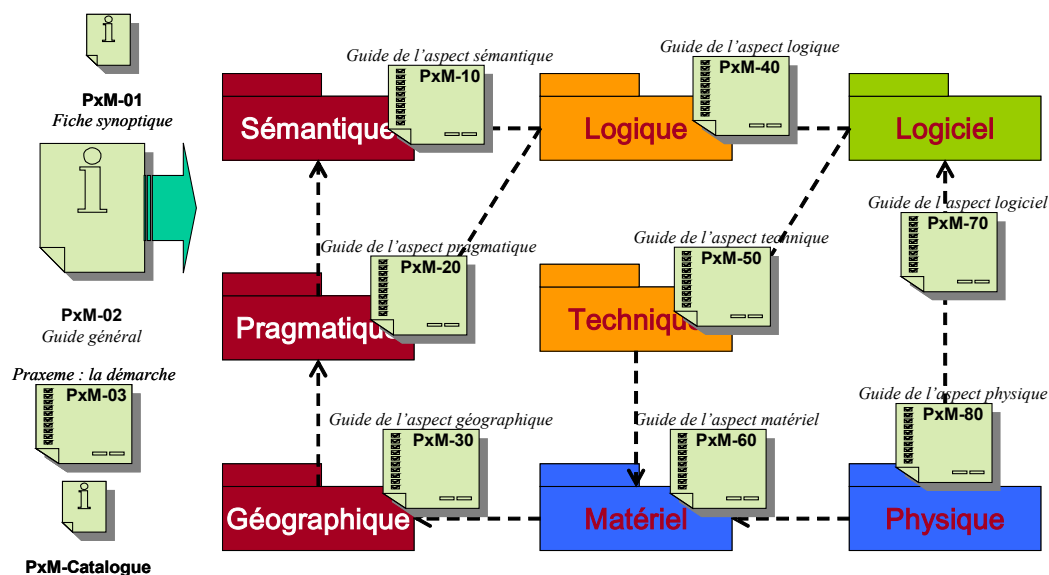 PxM-01
Fiche synoptique
PxM-02
Guide général
Praxeme : la démarche
PxM-03
PxM-Catalogue
Guide de l'aspect sémantique
PxM-10
Sémantique
Guide de l'aspect logique
PxM-40
Logique
Logiciel
Guide de l'aspect logiciel
PxM-70
Guide de l'aspect pragmatique
PxM-20
Pragmatique
Guide de l'aspect technique
PxM-50
Technique
Guide de l'aspect géographique
PxM-30
Géographique
Guide de l'aspect matériel
PxM-60
Matériel
Guide de l'aspect physique
PxM-80
Physique